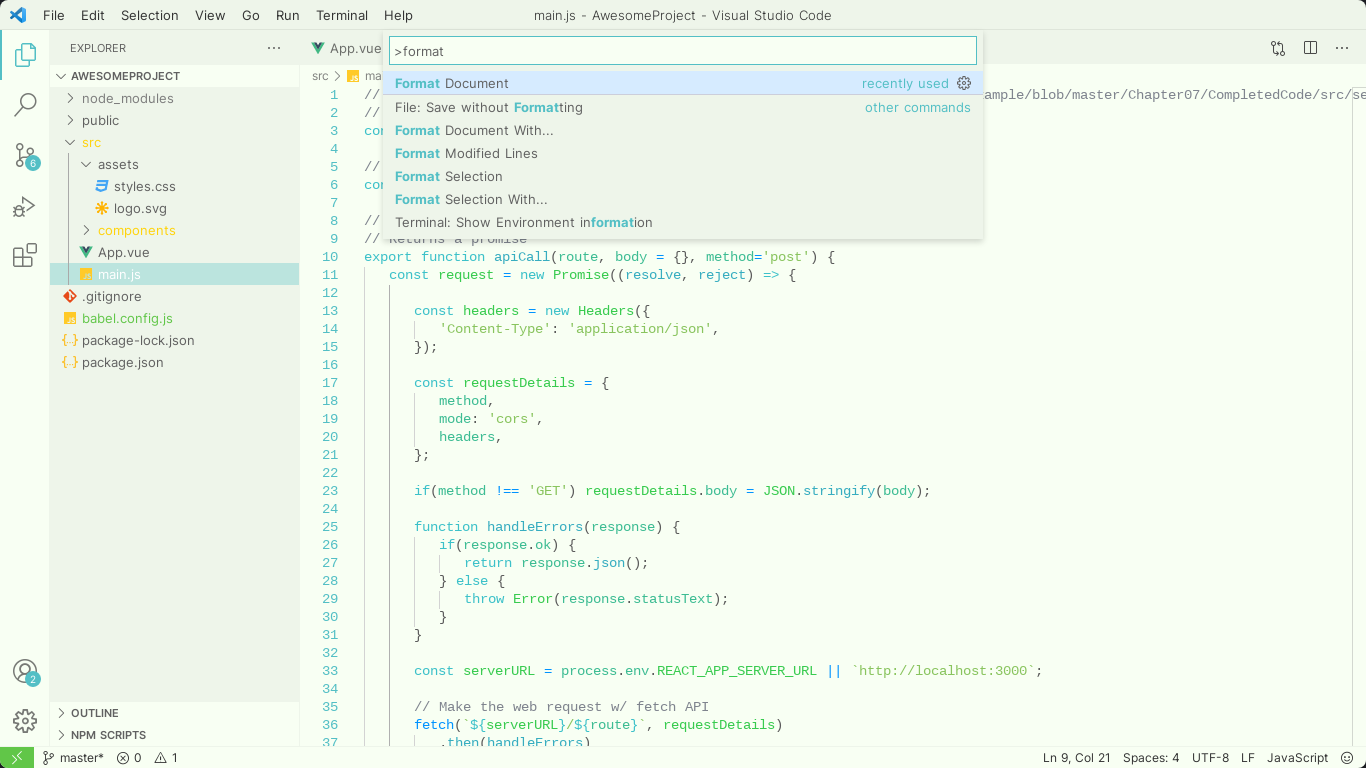 File Edit Selection View Go Run Terminal Help
main.js - AwesomeProject - Visual Studio Code
EXPLORER
AWESOMEPROJECT
node_modules
public
src
assets
styles.css
logo.svg
components
App.vue
main.js
.gitignore
babel.config.js
package-lock.json
package.json
OUTLINE
NPM SCRIPTS
6
2
App.vue
>format
Format Document recently used
File: Save without Formatting other commands
Format Document With...
Format Modified Lines
Format Selection
Format Selection With...
Terminal: Show Environment information
src
1 // ample/blob/master/Chapter07/CompletedCode/src/se
2 //
3
4
5 //
6
7
8 //
9 // Returns a promise
10 export function apiCall(route, body = {}, method='post') {
11 const request = new Promise((resolve, reject) => {
12
13 const headers = new Headers({
14 'Content-Type': 'application/json',
15 });
16
17 const requestDetails = {
18 method,
19 mode: 'cors',
20 headers,
21 };
22
23 if(method !== 'GET') requestDetails.body = JSON.stringify(body);
24
25 function handleErrors(response) {
26 if(response.ok) {
27 return response.json();
28 } else {
29 throw Error(response.statusText);
30 }
31 }
32
33 const serverURL = process.env.REACT_APP_SERVER_URL || `http://localhost:3000`;
34
35 // Make the web request w/ fetch API
36 fetch(`${serverURL}/${route}`, requestDetails)
37 .then(handleErrors)
master* 0 1
Ln 9, Col 21 Spaces: 4 UTF-8 LF JavaScript